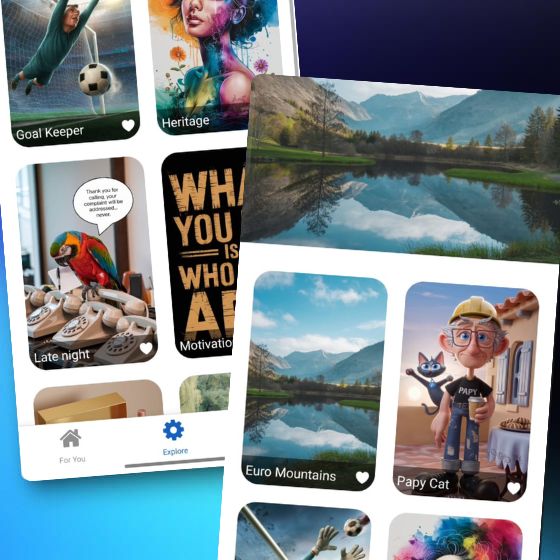 Goal Keeper
Heritage
Thank you for
calling, your
complaint will be
addressed...
never.
WHA
YOU
IS
WHO
AR
Late night
Motivatio
For You
Explore
PAPY
Euro Mountains
Papy Cat